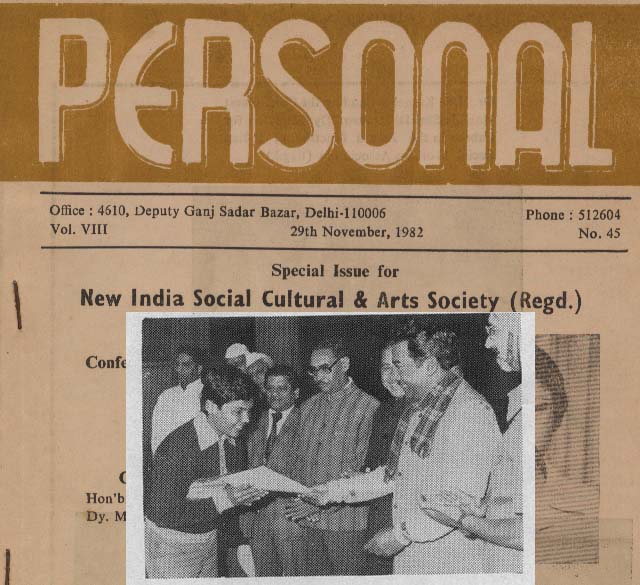 PERSONAL
Office : 4610, Deputy Ganj Sadar Bazar, Delhi-110006
Phone : 512604
Vol. VIII
29th November, 1982
No. 45
Special Issue for
New India Social Cultural & Arts Society (Regd.)
Confe
C
Hon'b
Dy. M